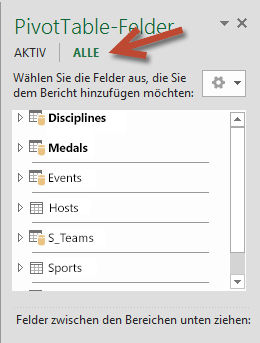 PivotTable-Felder
AKTIV ALLE
Wählen Sie die Felder aus, die Sie
dem Bericht hinzufügen möchten:
Disciplines
Medals
Events
Hosts
S_Teams
Sports
Felder zwischen den Bereichen unten ziehen: